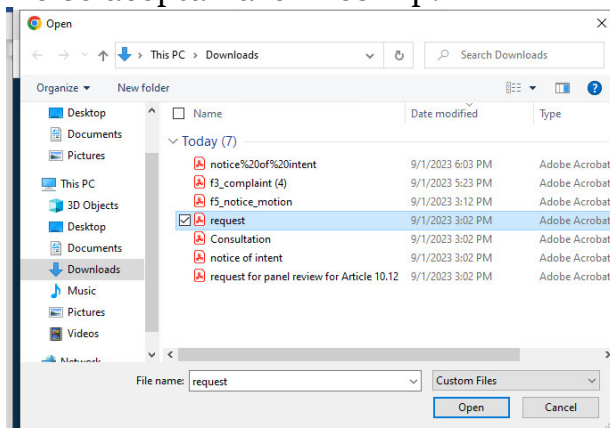 Open
This PC > Downloads
Search Downloads
Organize
New folder
Desktop
Documents
Pictures
This PC
3D Objects
Desktop
Documents
Downloads
Music
Pictures
Videos
Name Date modified Type
Today (7)
notice%20of%20intent 9/1/2023 6:03 PM Adobe Acrobat
f3_complaint (4) 9/1/2023 5:23 PM Adobe Acrobat
f5_notice_motion 9/1/2023 3:12 PM Adobe Acrobat
request 9/1/2023 3:02 PM Adobe Acrobat
Consultation 9/1/2023 3:02 PM Adobe Acrobat
notice of intent 9/1/2023 3:02 PM Adobe Acrobat
request for panel review for Article 10.12 9/1/2023 3:02 PM Adobe Acrobat
File name: request
Custom Files
Open
Cancel